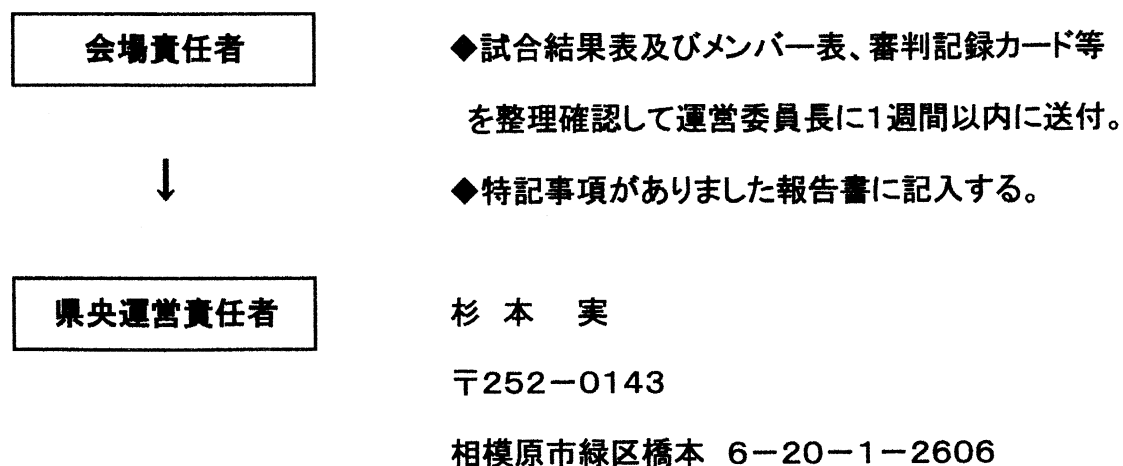 会場責任者
◆試合結果表及びメンバー表、審判記録カード等
を整理確認して運営委員長に1週間以内に送付。
↓
◆特記事項がありました報告書に記入する。
県央運営責任者
杉 本 実
〒252－0143
相模原市緑区橋本 6－20－1－2606